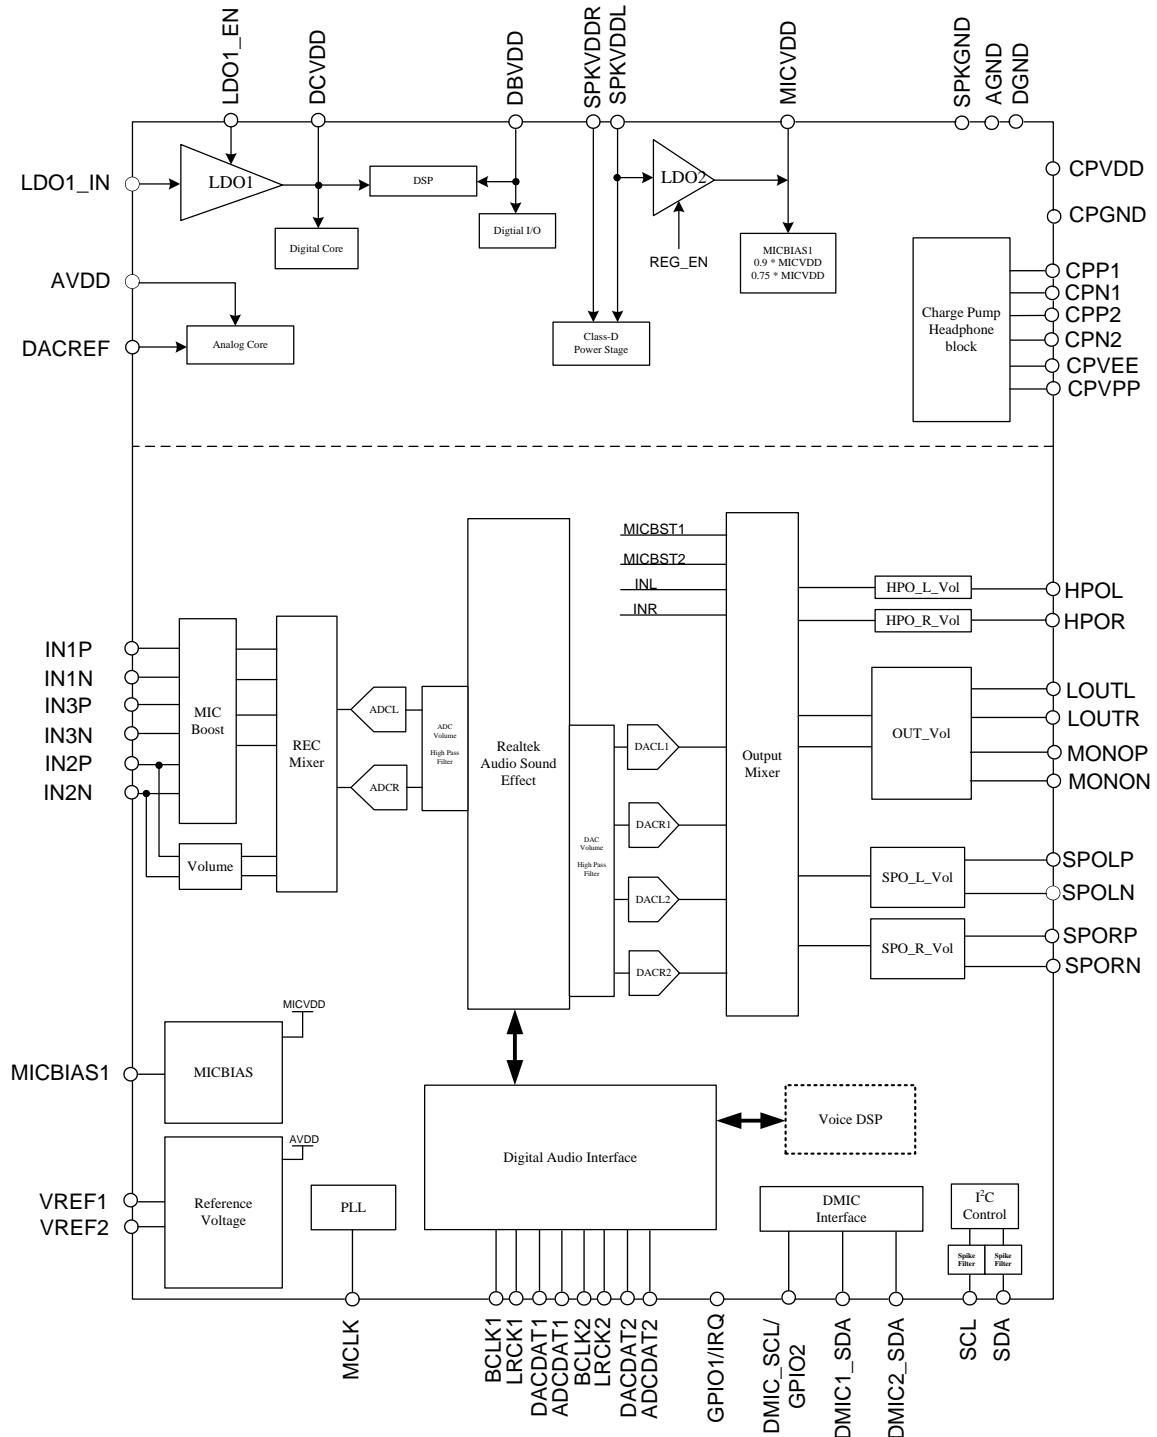 LDO1_EN
DCVDD
DBVDD
SPKVDDR
SPKVDDL
MICVDD
SPKGND
AGND
DGND
LDO1_IN
LDO1
DSP
LDO2
CPVDD
CPGND
Digital Core
Digtial I/O
REG_EN
MICBIAS1
0.9 * MICVDD
0.75 * MICVDD
AVDD
DACREF
Analog Core
Class-D
Power Stage
Charge Pump
Headphone
block
CPP1
CPN1
CPP2
CPN2
CPVEE
CPVPP
MICBST1
MICBST2
INL
INR
HPO_L_Vol
HPOL
HPO_R_Vol
HPOR
IN1P
IN1N
IN3P
IN3N
IN2P
IN2N
MIC
Boost
Volume
REC
Mixer
ADCL
ADCR
ADC
Volume
High Pass
Filter
Realtek
Audio Sound
Effect
DAC
Volume
High Pass
Filter
DACL1
DACR1
DACL2
DACR2
Output
Mixer
OUT_Vol
LOUTL
LOUTR
MONOP
MONON
SPO_L_Vol
SPOLP
SPOLN
SPO_R_Vol
SPORP
SPORN
MICVDD
MICBIAS1
MICBIAS
AVDD
VREF1
VREF2
Reference
Voltage
PLL
Digital Audio Interface
Voice DSP
DMIC
Interface
I2C
Control
Spike
Filter
Spike
Filter
MCLK
BCLK1
LRCK1
DACDAT1
ADCDAT1
BCLK2
LRCK2
DACDAT2
ADCDAT2
GPIO1/IRQ
DMIC_SCL/
GPIO2
DMIC1_SDA
DMIC2_SDA
SCL
SDA